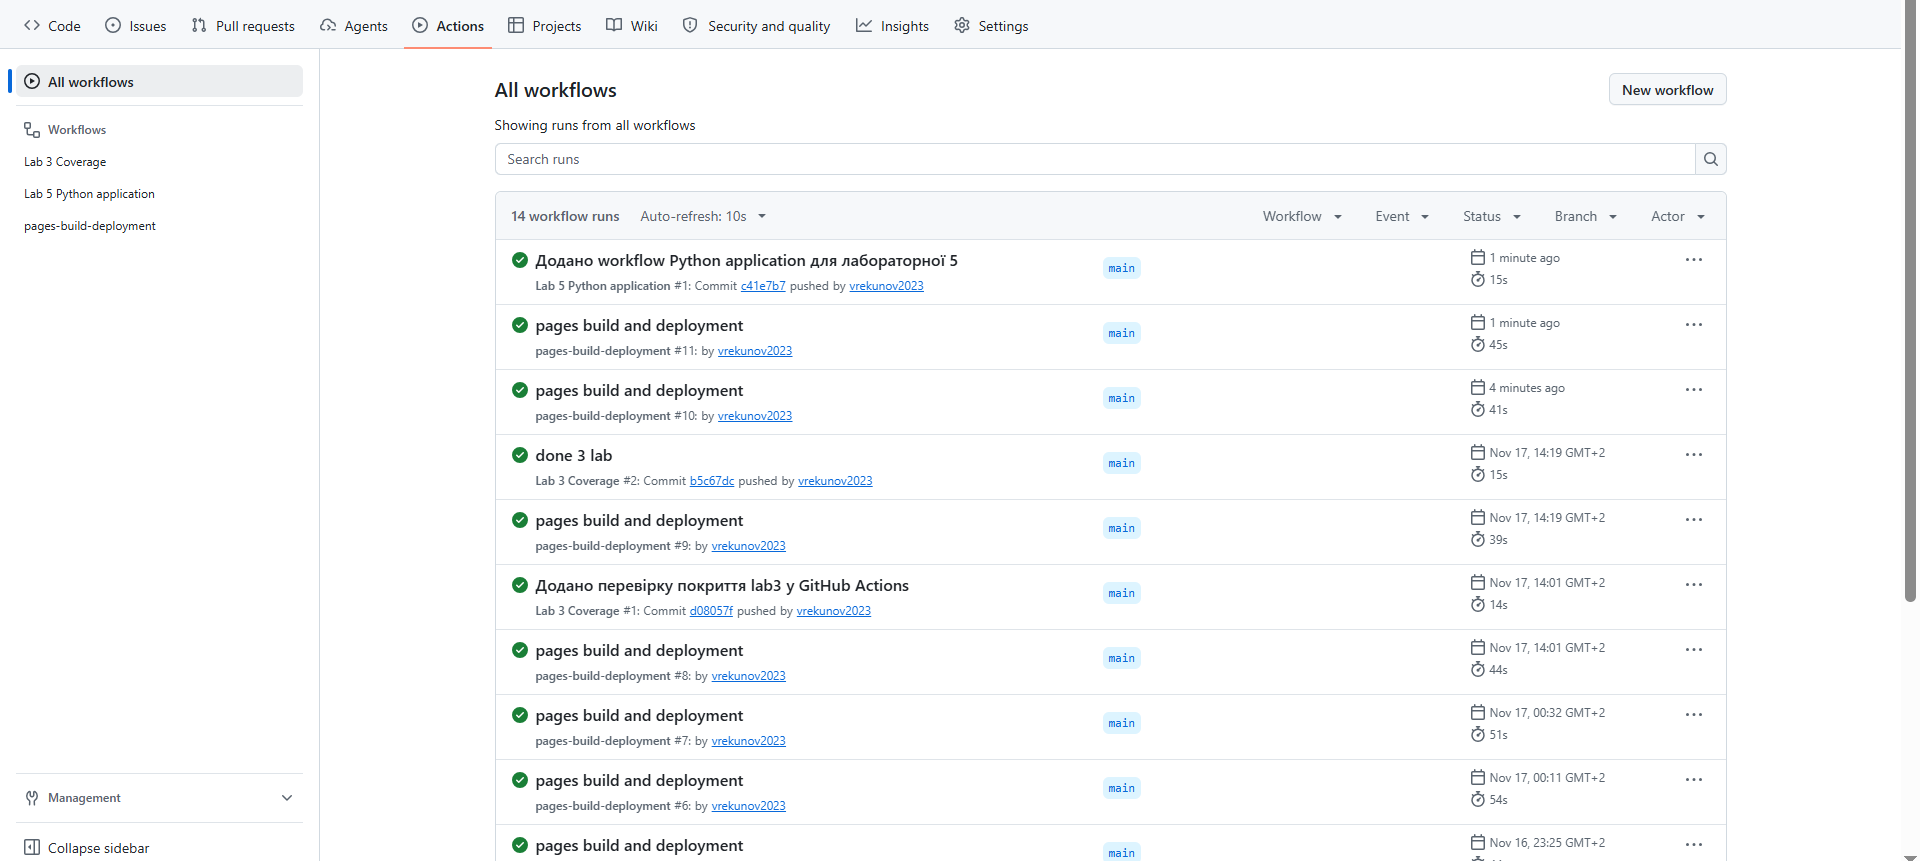 Code Issues Pull requests Agents Actions Projects Wiki Security and quality Insights Settings
All workflows
Workflows
Lab 3 Coverage
Lab 5 Python application
pages-build-deployment
Management
Collapse sidebar
All workflows
New workflow
Showing runs from all workflows
Search runs
14 workflow runs Auto-refresh: 10s Workflow Event Status Branch Actor
Додано workflow Python application для лабораторної 5 main 1 minute ago
Lab 5 Python application #1: Commit c41e7b7 pushed by vrekunov2023 15s
pages build and deployment main 1 minute ago
pages-build-deployment #11: by vrekunov2023 45s
pages build and deployment main 4 minutes ago
pages-build-deployment #10: by vrekunov2023 41s
done 3 lab main Nov 17, 14:19 GMT+2
Lab 3 Coverage #2: Commit b5c67dc pushed by vrekunov2023 15s
pages build and deployment main Nov 17, 14:19 GMT+2
pages-build-deployment #9: by vrekunov2023 39s
Додано перевірку покриття lab3 у GitHub Actions main Nov 17, 14:01 GMT+2
Lab 3 Coverage #1: Commit d08057f pushed by vrekunov2023 14s
pages build and deployment main Nov 17, 14:01 GMT+2
pages-build-deployment #8: by vrekunov2023 44s
pages build and deployment main Nov 17, 00:32 GMT+2
pages-build-deployment #7: by vrekunov2023 51s
pages build and deployment main Nov 17, 00:11 GMT+2
pages-build-deployment #6: by vrekunov2023 54s
pages build and deployment main Nov 16, 23:25 GMT+2